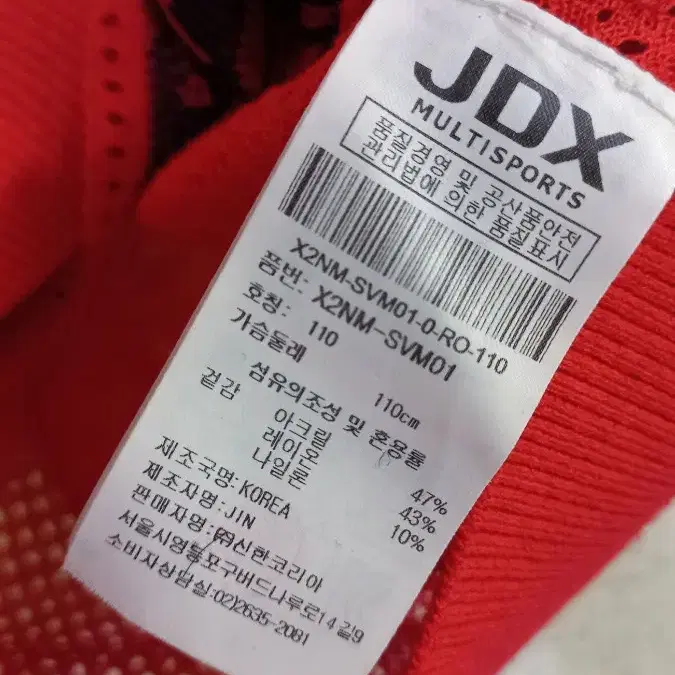 JDX
MULTISPORTS
품질경영 및 공산품안전
관리법에 의한 품질표시
X2NM-SVM01-0-RO-110
품번: X2NM-SVM01
호칭: 110
가슴둘레 110cm
섬유의조성 및 혼용률
겉감 아크릴 47%
레이온 43%
나일론 10%
제조국명: KOREA
제조자명: JIN
판매자명:㈜신한코리아
서울시영등포구버드나루로14길9
소비자상담실:02)2635-2081